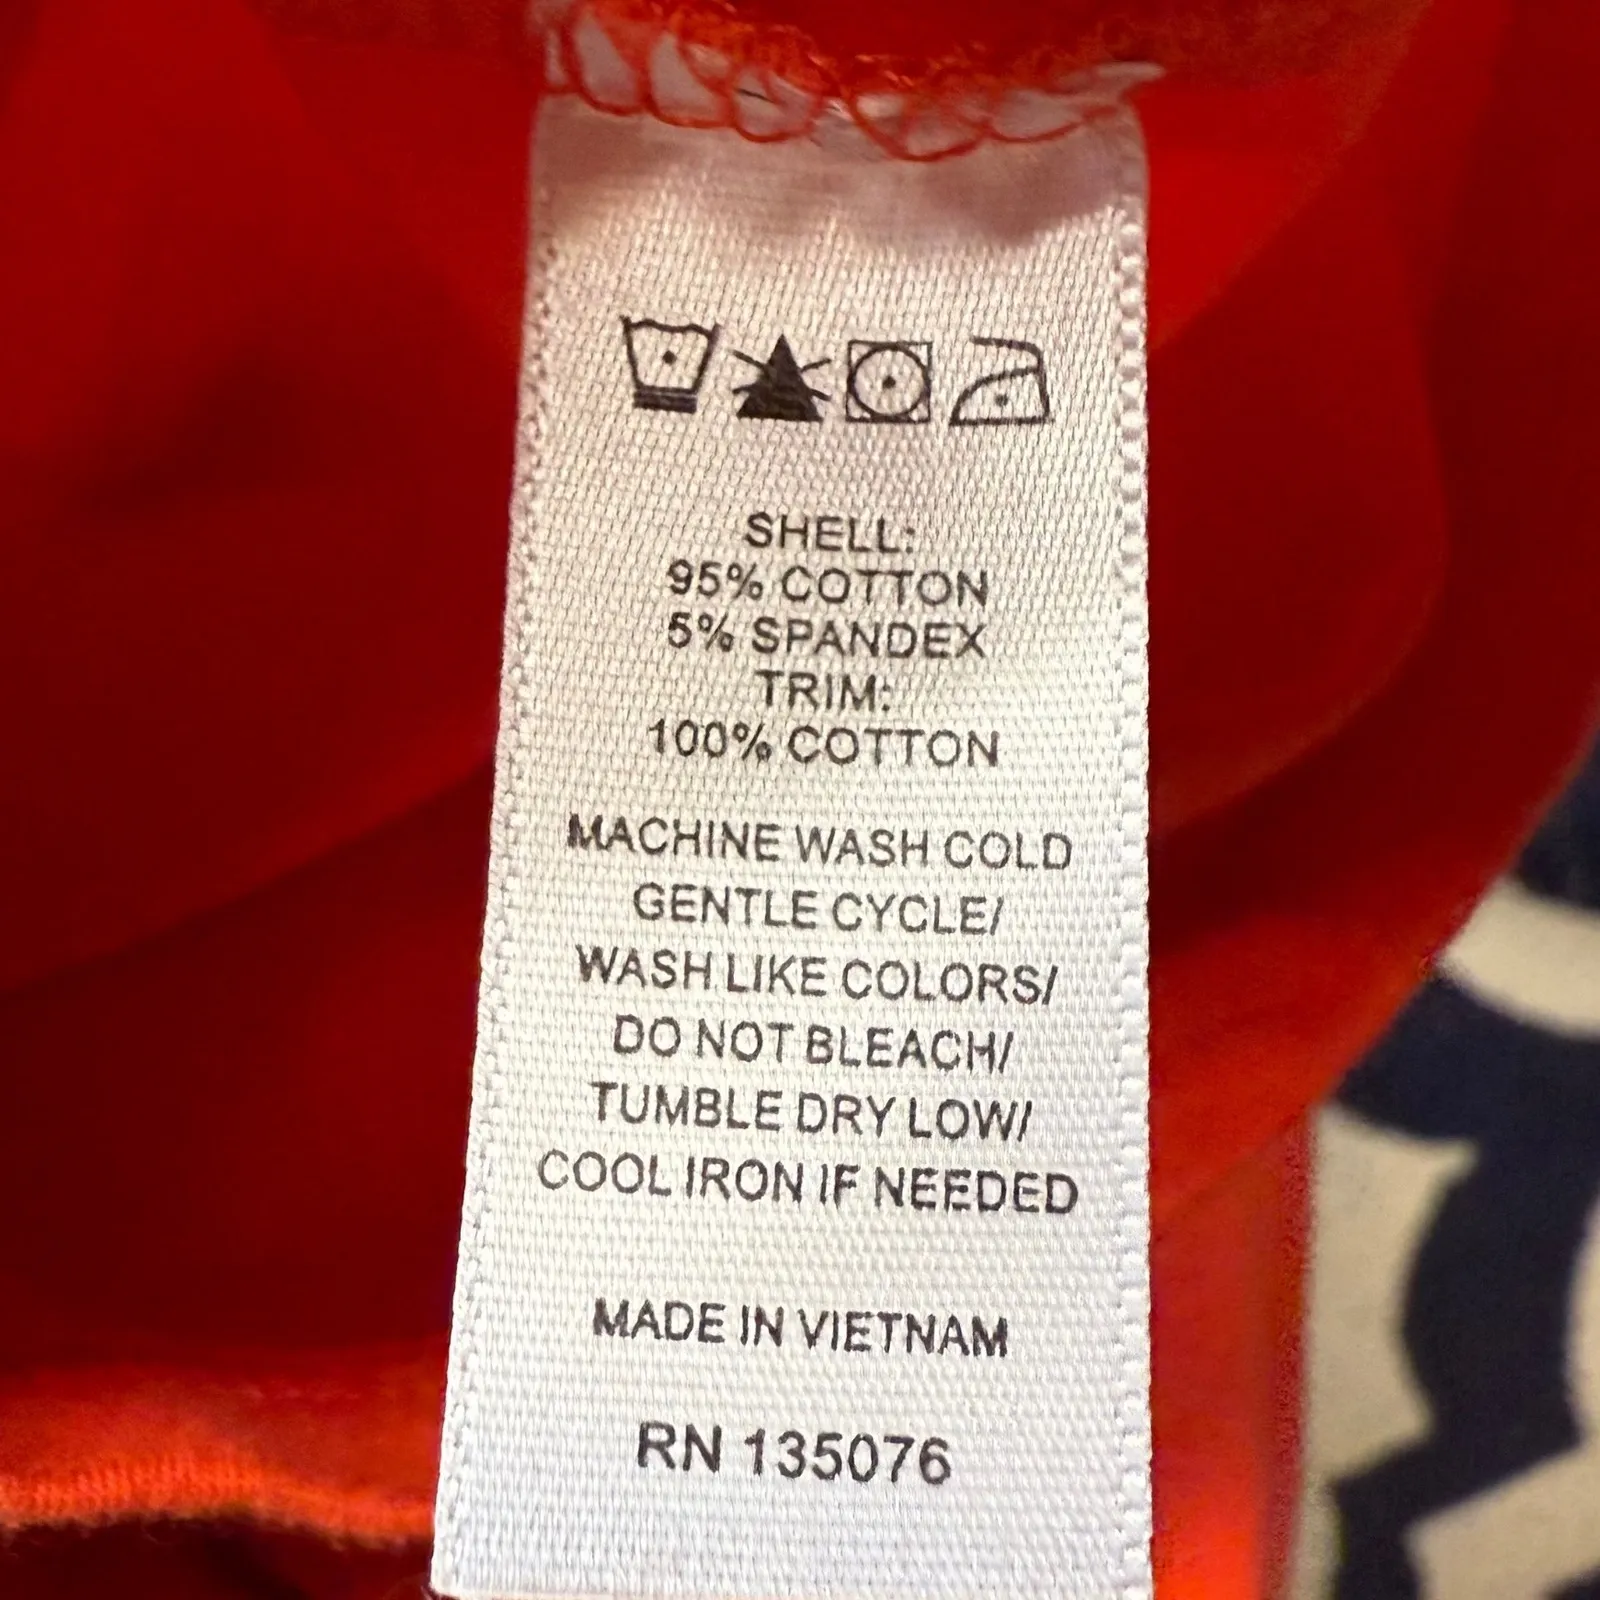 SHELL:
95% COTTON
5% SPANDEX
TRIM:
100% COTTON
MACHINE WASH COLD
GENTLE CYCLE/
WASH LIKE COLORS/
DO NOT BLEACH/
TUMBLE DRY LOW/
COOL IRON IF NEEDED
MADE IN VIETNAM
RN 135076